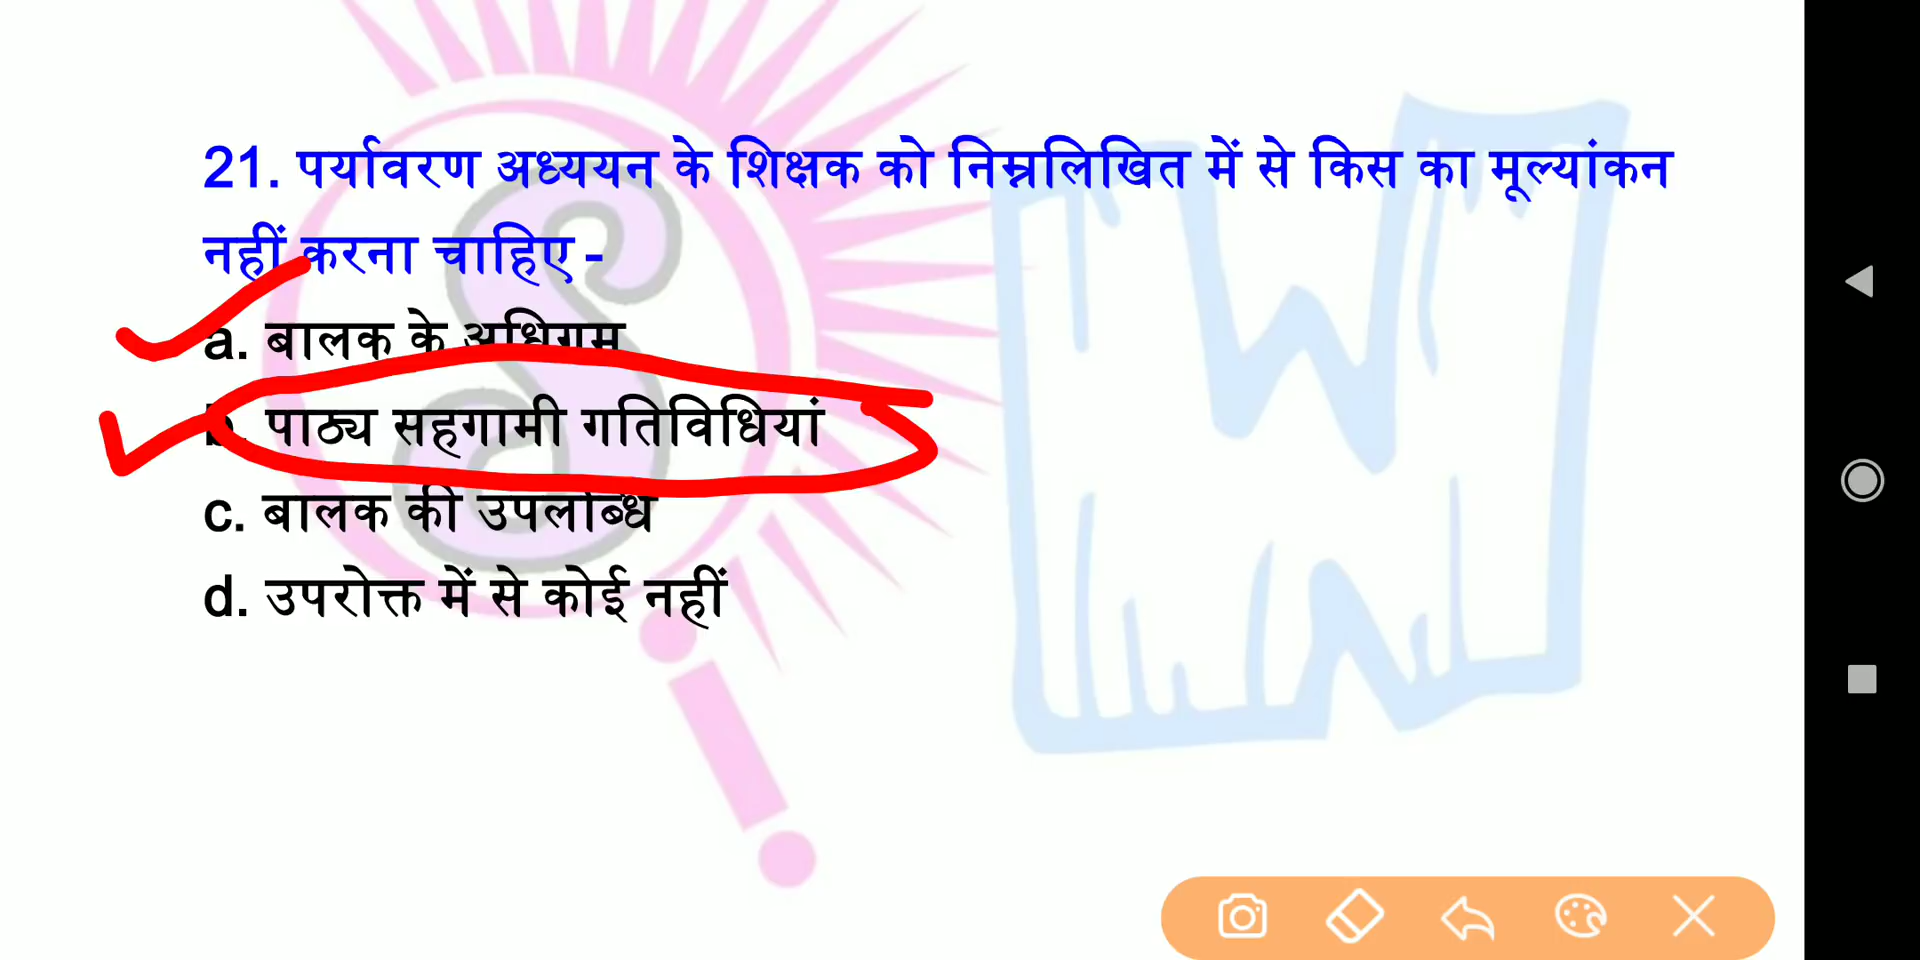 21. पर्यावरण अध्ययन के शिक्षक को निम्नलिखित में से किस का मूल्यांकन
नहीं करना चाहिए -
a. बालक के अधिगम
b. पाठ्य सहगामी गतिविधियां
c. बालक की उपलब्धि
d. उपरोक्त में से कोई नहीं